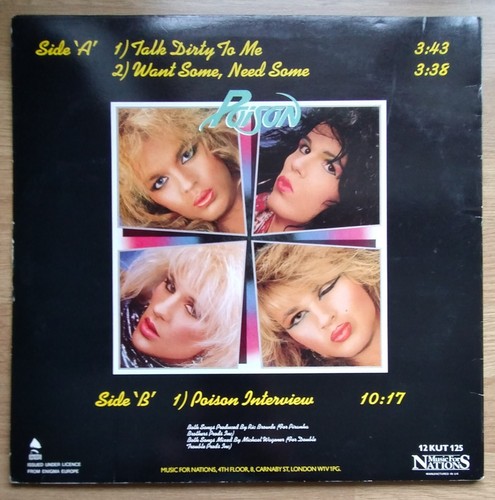 Side 'A' 1) Talk Dirty To Me 3:43
2) Want Some, Need Some 3:38
POISON
Side 'B' 1) Poison Interview 10:17
Both Songs Produced By Ric Browde (For Piranha
Brothers Prods Inc)
Both Songs Mixed By Michael Wagener (For Double
Trouble Prods Inc)
ISSUED UNDER LICENCE
FROM ENIGMA EUROPE
MUSIC FOR NATIONS, 4TH FLOOR, 8, CARNABY ST, LONDON W1V 1PG.
12 KUT 125
Music For
NATIONS